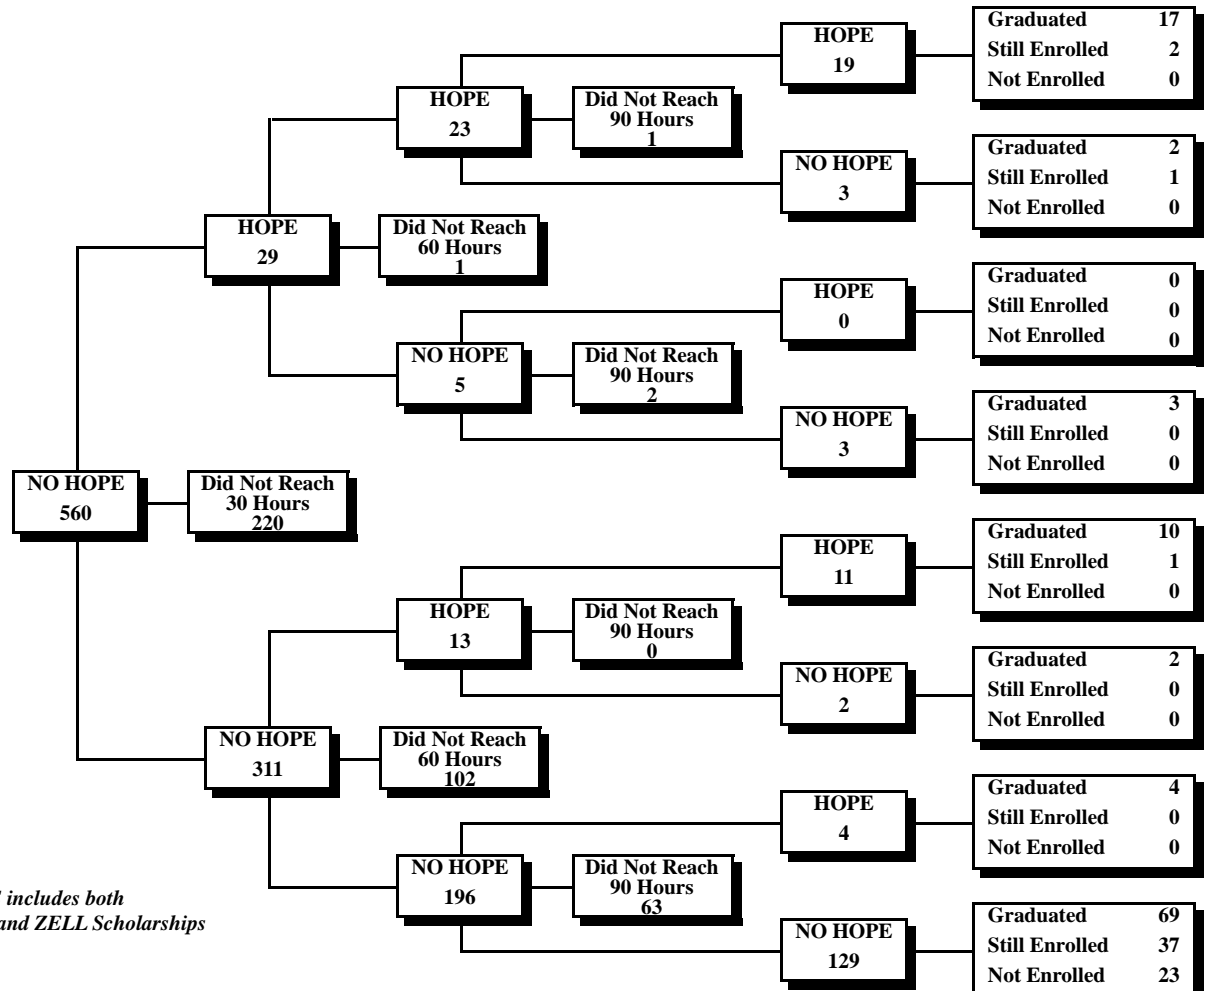 HOPE
19
Graduated 17
Still Enrolled 2
Not Enrolled 0
HOPE
23
Did Not Reach
90 Hours
1
NO HOPE
3
Graduated 2
Still Enrolled 1
Not Enrolled 0
HOPE
29
Did Not Reach
60 Hours
1
HOPE
0
Graduated 0
Still Enrolled 0
Not Enrolled 0
NO HOPE
5
Did Not Reach
90 Hours
2
NO HOPE
3
Graduated 3
Still Enrolled 0
Not Enrolled 0
NO HOPE
560
Did Not Reach
30 Hours
220
HOPE
11
Graduated 10
Still Enrolled 1
Not Enrolled 0
HOPE
13
Did Not Reach
90 Hours
0
NO HOPE
2
Graduated 2
Still Enrolled 0
Not Enrolled 0
NO HOPE
311
Did Not Reach
60 Hours
102
HOPE
4
Graduated 4
Still Enrolled 0
Not Enrolled 0
NO HOPE
196
Did Not Reach
90 Hours
63
NO HOPE
129
Graduated 69
Still Enrolled 37
Not Enrolled 23
includes both
and ZELL Scholarships